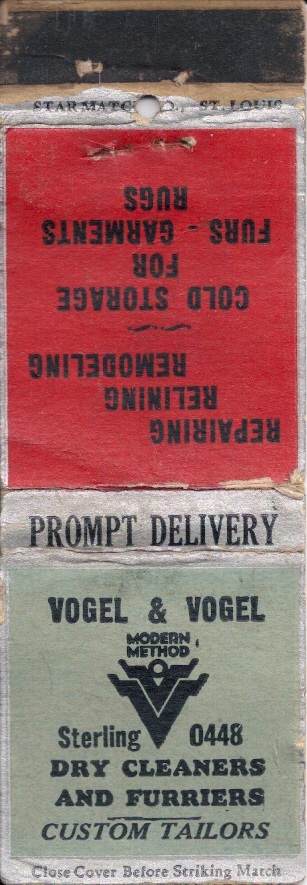 STAR MATCH CO., ST. LOUIS
REPAIRING
RELINING
REMODELING
COLD STORAGE
FOR
FURS - GARMENTS
RUGS
PROMPT DELIVERY
VOGEL & VOGEL
MODERN
METHOD
V
Sterling 0448
DRY CLEANERS
AND FURRIERS
CUSTOM TAILORS
Close Cover Before Striking Match